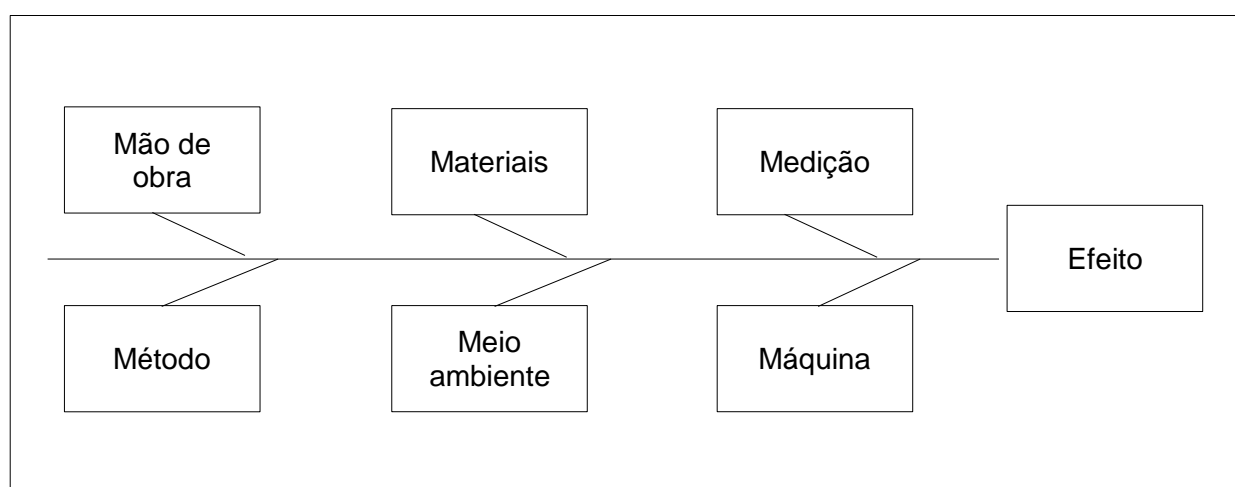 Mão de
obra
Materiais
Medição
Efeito
Método
Meio
ambiente
Máquina